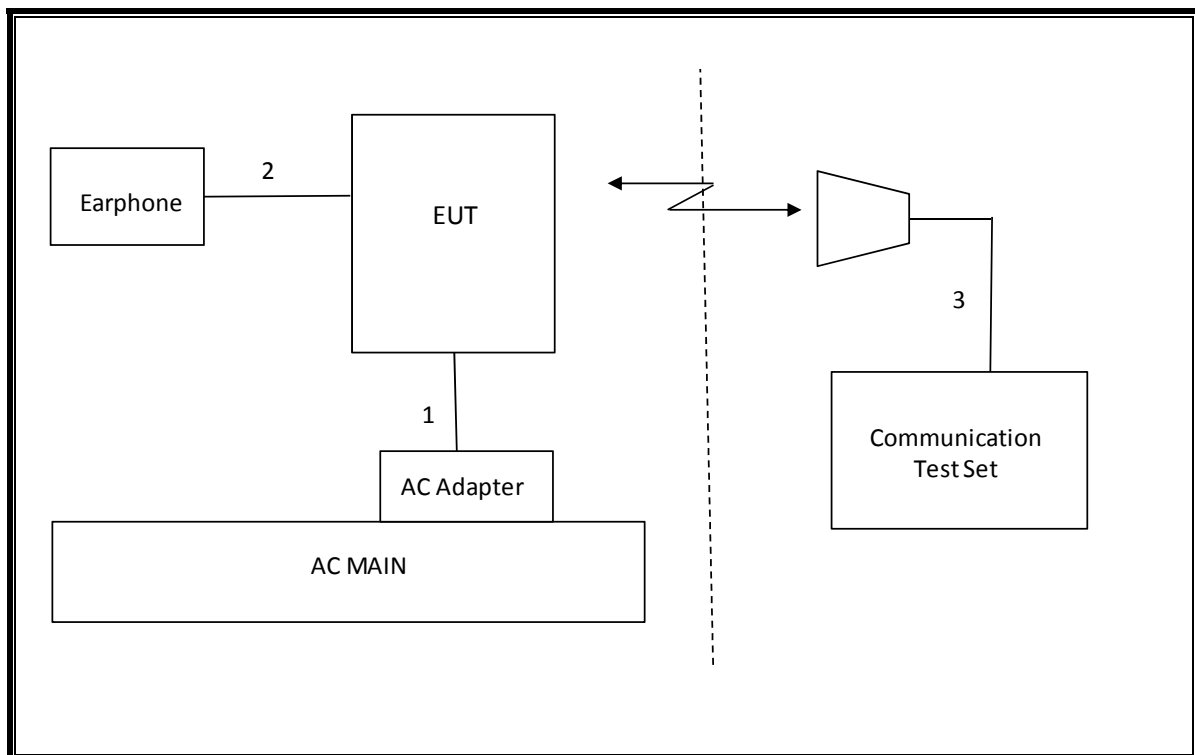 Earphone
2
EUT
1
AC Adapter
AC MAIN
3
Communication
Test Set